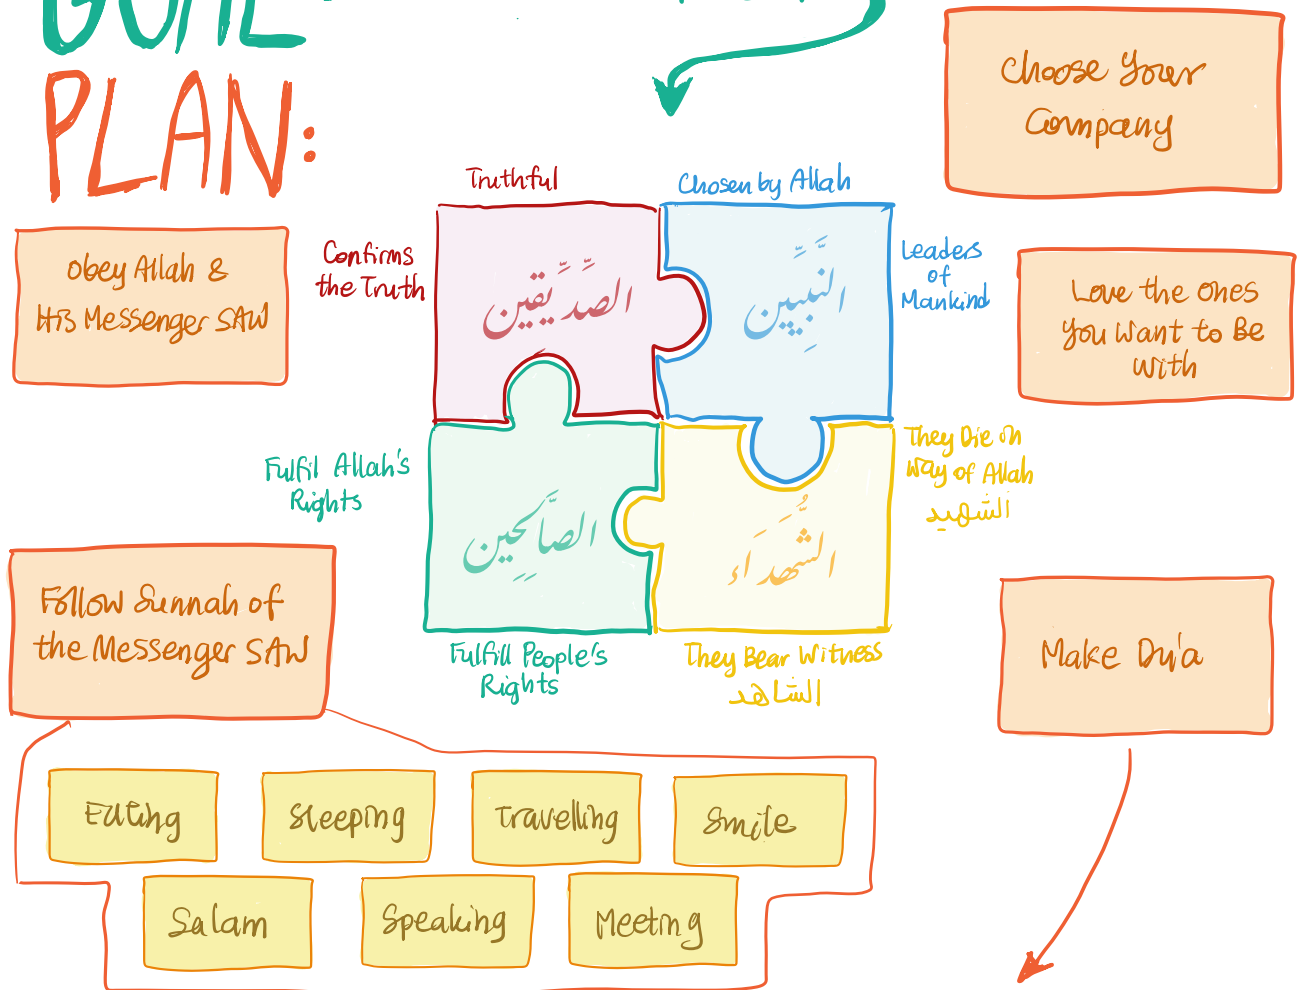 GOAL
PLAN:
Choose Your
Company
Truthful
Chosen by Allah
Obey Allah &
His Messenger SAW
Confirms
the Truth
الصِّدِّيقِين
النَّبِيِّين
Leaders
of
Mankind
Love the ones
You Want to Be
With
Fulfil Allah's
Rights
الصَّالِحِين
الشُّهَدَاء
They Die on
Way of Allah
الشهيد
Follow Sunnah of
the Messenger SAW
Fulfill People's
Rights
They Bear Witness
الشاهد
Make Du'a
Eating
Sleeping
Travelling
Smile
Salam
Speaking
Meeting